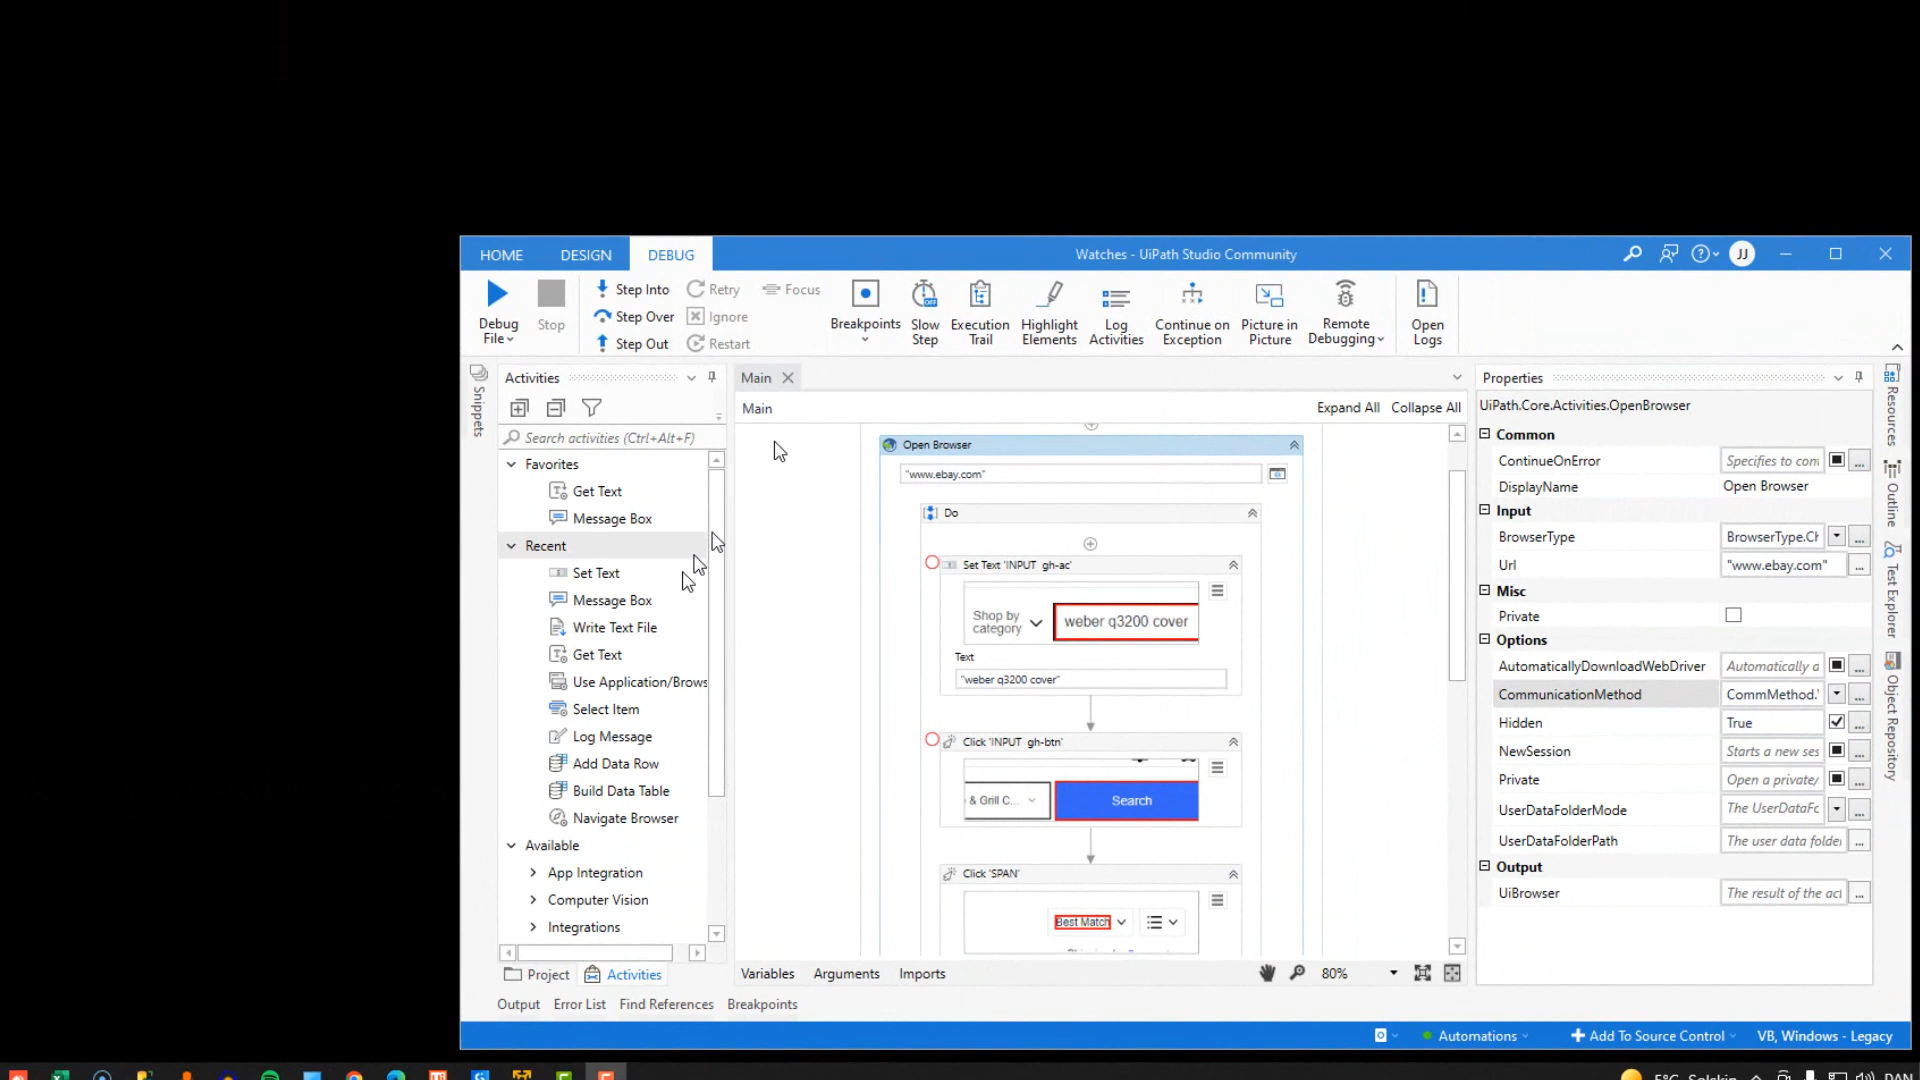 HOME DESIGN DEBUG Watches - UiPath Studio Community JJ
Debug File Stop
Step Into Retry Focus
Step Over Ignore
Step Out Restart
Breakpoints
Slow Step
Execution Trail
Highlight Elements
Log Activities
Continue on Exception
Picture in Picture
Remote Debugging
Open Logs
Snippets
Activities
Search activities (Ctrl+Alt+F)
Favorites
Get Text
Message Box
Recent
Set Text
Message Box
Write Text File
Get Text
Use Application/Brows
Select Item
Log Message
Add Data Row
Build Data Table
Navigate Browser
Available
App Integration
Computer Vision
Integrations
Project Activities
Main
Main Expand All Collapse All
Open Browser
"www.ebay.com"
Do
Set Text 'INPUT gh-ac'
Shop by category weber q3200 cover
Text
"weber q3200 cover"
Click 'INPUT gh-btn'
& Grill C... Search
Click 'SPAN'
Best Match
Variables Arguments Imports 80%
Properties
UiPath.Core.Activities.OpenBrowser
Common
ContinueOnError Specifies to con
DisplayName Open Browser
Input
BrowserType BrowserType.Ch
Url "www.ebay.com"
Misc
Private
Options
AutomaticallyDownloadWebDriver Automatically a
CommunicationMethod CommMethod.
Hidden True
NewSession Starts a new ses
Private Open a private/
UserDataFolderMode The UserDataFo
UserDataFolderPath The user data folder
Output
UiBrowser The result of the act
Resources
Outline
Test Explorer
Object Repository
Output Error List Find References Breakpoints
Automations Add To Source Control VB, Windows - Legacy
5°C Solskin DAN